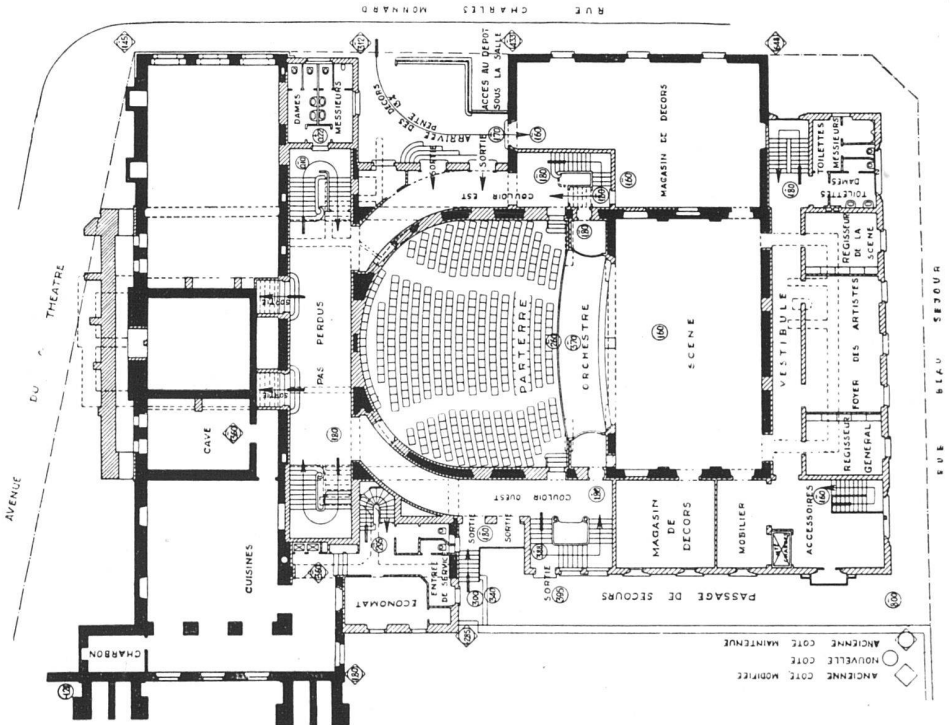 RUE CHARLES MONNARD
AVENUE DU THEATRE
RUE BEAU SEJOUR
DAMES
MESSIEURS
ARRIVEE DES DECORS
PENTE
SORTIE
SORTIE
ACCES AU DEPOT
SOUS LA SALLE
MAGASIN DE DECORS
TOILETTES
MESSIEURS
TOILETTES
DAMES
COULOIR EST
REGISSEUR
DE LA
SCENE
SORTIE
SORTIE
PAS PERDUS
PARTERRE
ORCHESTRE
SCENE
VESTIBULE
FOYER DES ARTISTES
REGISSEUR
GENERAL
CAVE
COULOIR OUEST
MAGASIN
DE
DECORS
MOBILIER
ACCESSOIRES
CUISINES
ECONOMAT
ENTREE
DE SERVICE
SORTIE
SORTIE
SORTIE
CHARBON
PASSAGE DE SECOURS
ANCIENNE COTE MAINTENUE
NOUVELLE COTE
ANCIENNE COTE MODIFIEE